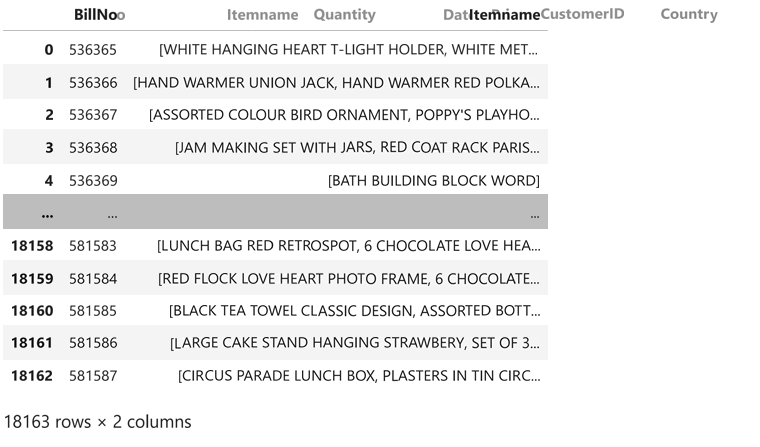 BillNo Itemname Quantity Itemname CustomerID Country
0 536365 [WHITE HANGING HEART T-LIGHT HOLDER, WHITE MET...
1 536366 [HAND WARMER UNION JACK, HAND WARMER RED POLKA...
2 536367 [ASSORTED COLOUR BIRD ORNAMENT, POPPY'S PLAYHO...
3 536368 [JAM MAKING SET WITH JARS, RED COAT RACK PARIS...
4 536369 [BATH BUILDING BLOCK WORD]
... ... ...
18158 581583 [LUNCH BAG RED RETROSPOT, 6 CHOCOLATE LOVE HEA...
18159 581584 [RED FLOCK LOVE HEART PHOTO FRAME, 6 CHOCOLATE...
18160 581585 [BLACK TEA TOWEL CLASSIC DESIGN, ASSORTED BOTT...
18161 581586 [LARGE CAKE STAND HANGING STRAWBERY, SET OF 3...
18162 581587 [CIRCUS PARADE LUNCH BOX, PLASTERS IN TIN CIRC...
18163 rows × 2 columns